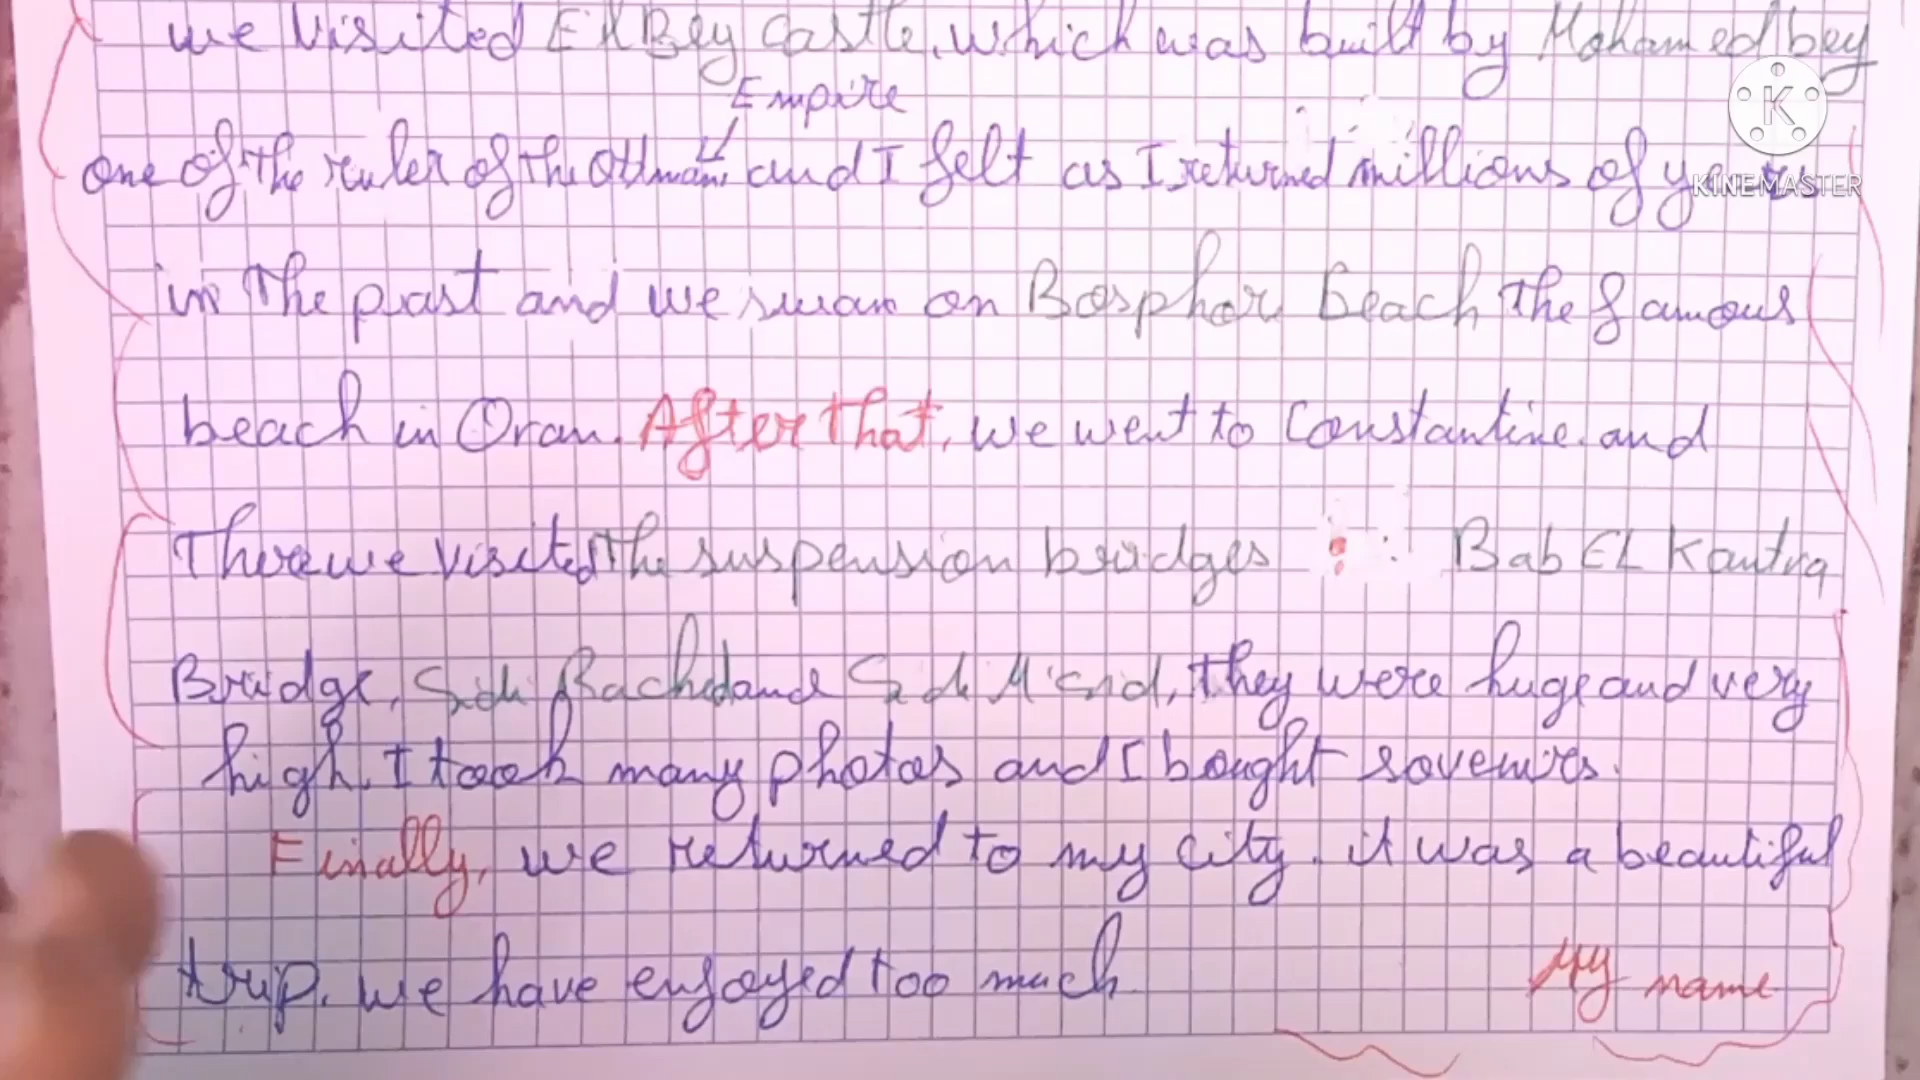 we visited El Bey Castle, which was built by Mohamed bey
Empire
one of the ruler of the Ottman, and I felt as I returned millions of years
in the past and we swam on Bosphor Beach the famous
beach in Oran. After that, we went to Constantine and
There we visited the suspension bridges : Bab EL Kantra
Bridge, Sidi Rached and Sidi M'Cid, they were huge and very
high. I took many photos and I bought sovenirs.
Finally, we returned to my city. it was a beautiful
trip. we have enjoyed too much.
My name
K
KINEMASTER